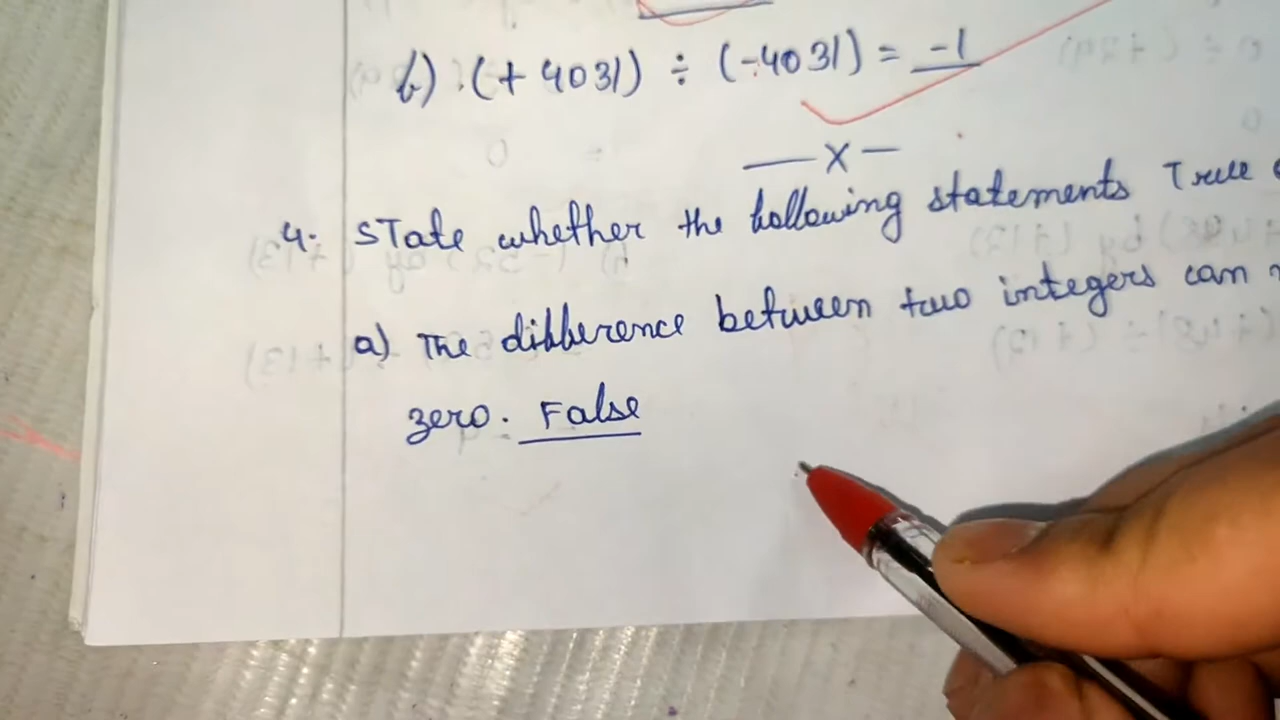 b) (+4031) ÷ (-4031) = -1
— x —
4. State whether the following statements True
a) The difference between two integers can
zero. False